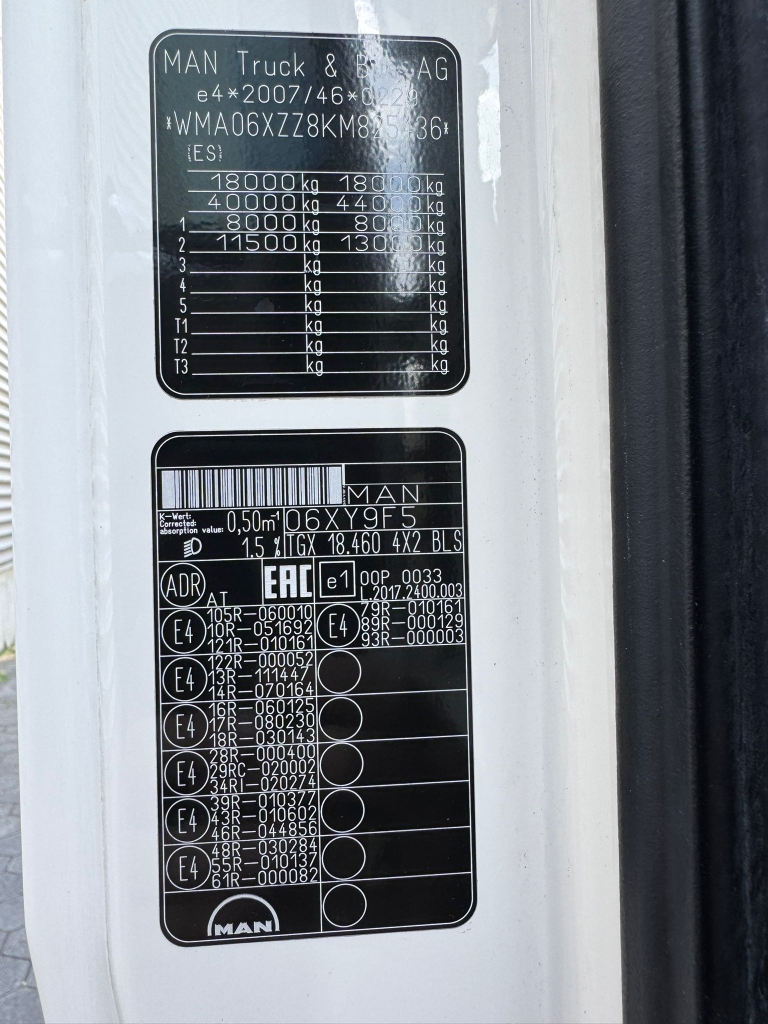 MAN Truck & AG
e4*2007/46*0229
(ES)
18000 kg 18000 kg
40000 kg 44000 kg
1 8000 kg 8000 kg
2 11500 kg 13000 kg
3 kg kg
4 kg kg
5 kg kg
T1 kg kg
T2 kg kg
T3 kg kg
MAN
K-Wert:
Corrected
absorption value:
0,50m⁻¹
06XY9F5
1.5 %
TGX 18.460 4X2 BLS
ADR AT
EAC
e1
00P 0033
L.2017.2400.003
E4
105R-060010
10R-051692
121R-010161
E4
79R-010161
89R-000129
93R-000003
E4
122R-000052
13R-111447
14R-070164
E4
16R-060125
17R-080230
18R-030143
E4
28R-000400
29RC-020002
34RI-020274
E4
39R-010377
43R-010602
46R-044856
E4
48R-030284
55R-010137
61R-000082
MAN